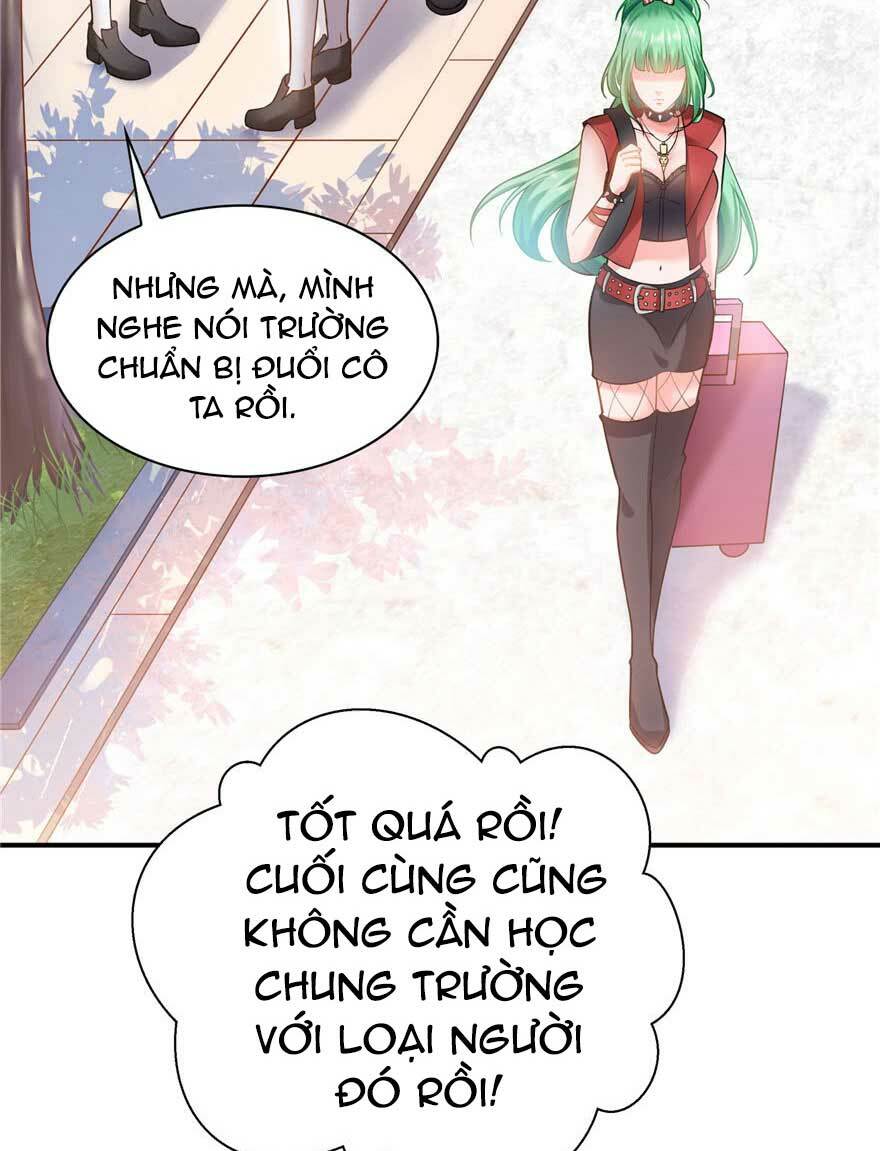 NHƯNG MÀ, MÌNH
NGHE NÓI TRƯỜNG
CHUẨN BỊ ĐUỔI CÔ
TA RỒI.
TỐT QUÁ RỒI!
CUỐI CÙNG CŨNG
KHÔNG CẦN HỌC
CHUNG TRƯỜNG
VỚI LOẠI NGƯỜI
ĐÓ RỒI!